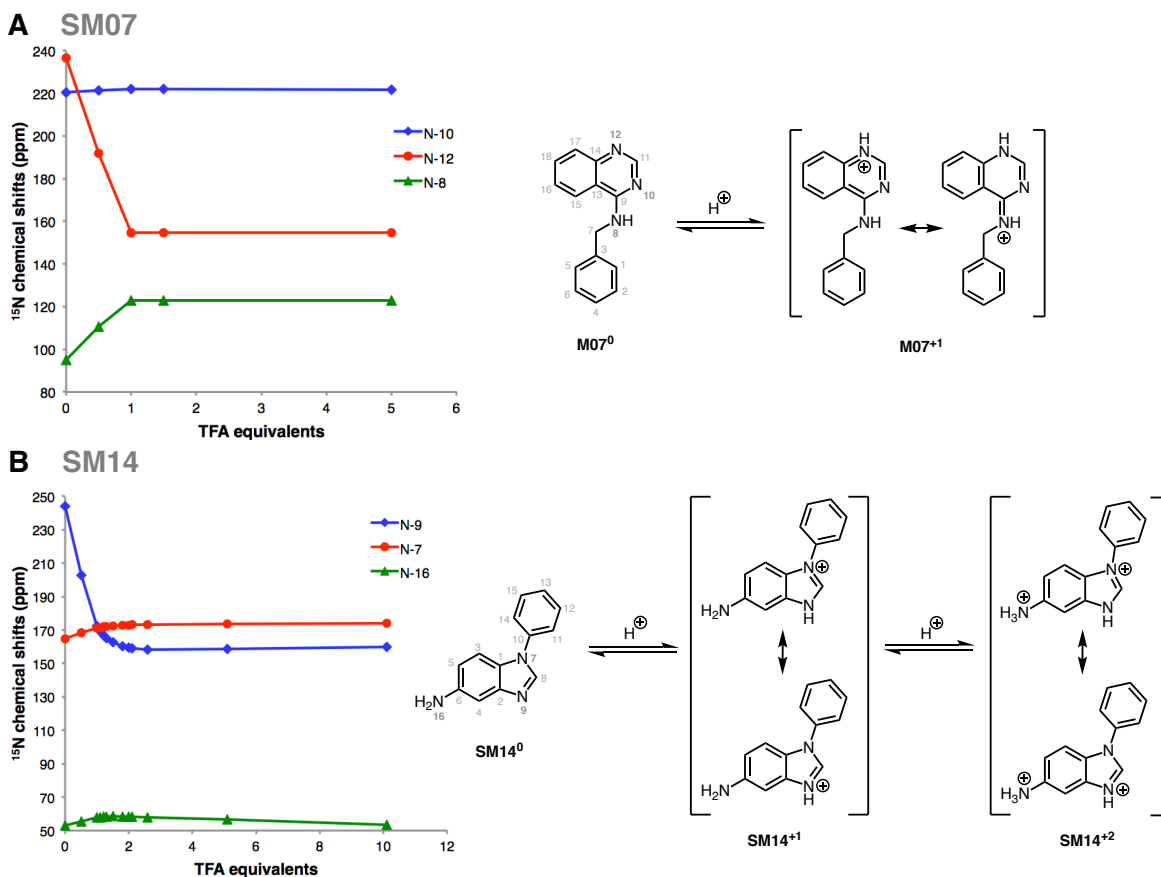 A SM07
240
220
200
180
160
140
120
100
80
0 1 2 3 4 5 6
15N chemical shifts (ppm)
TFA equivalents
N-10
N-12
N-8
17 14 N 12
18 11
16 13 N 10
15 9
NH
7 8
3
5 1
6 2
4
M07⁰
H⊕
H
N
⊕
N
NH
H
N
N
NH
⊕
M07⁺¹
B SM14
250
230
210
190
170
150
130
110
90
70
50
0 2 4 6 8 10 12
15N chemical shifts (ppm)
TFA equivalents
N-9
N-7
N-16
13
15 12
14
10 11
3 1 N 7
5 8
6 2 N 9
4
H2N
16
SM14⁰
H⊕
N⊕
H2N N
H
N
H2N N⊕
H
SM14⁺¹
H⊕
N⊕
⊕
H3N N
H
N
⊕
H3N N⊕
H
SM14⁺²